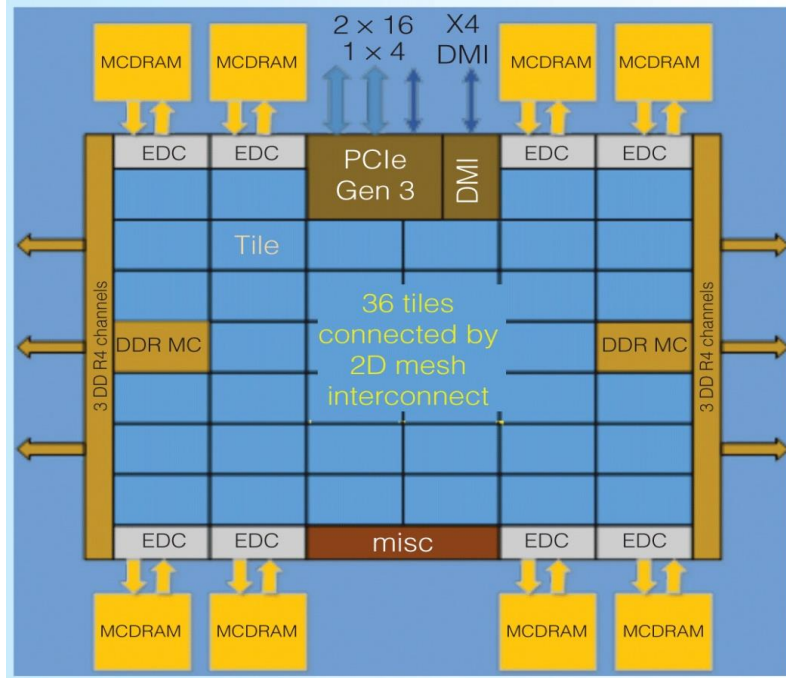 MCDRAM
MCDRAM
2 × 16
1 × 4
X4
DMI
MCDRAM
MCDRAM
EDC
EDC
PCIe
Gen 3
DMI
EDC
EDC
Tile
3 DD R4 channels
DDR MC
36 tiles
connected by
2D mesh
interconnect
DDR MC
3 DD R4 channels
EDC
EDC
misc
EDC
EDC
MCDRAM
MCDRAM
MCDRAM
MCDRAM